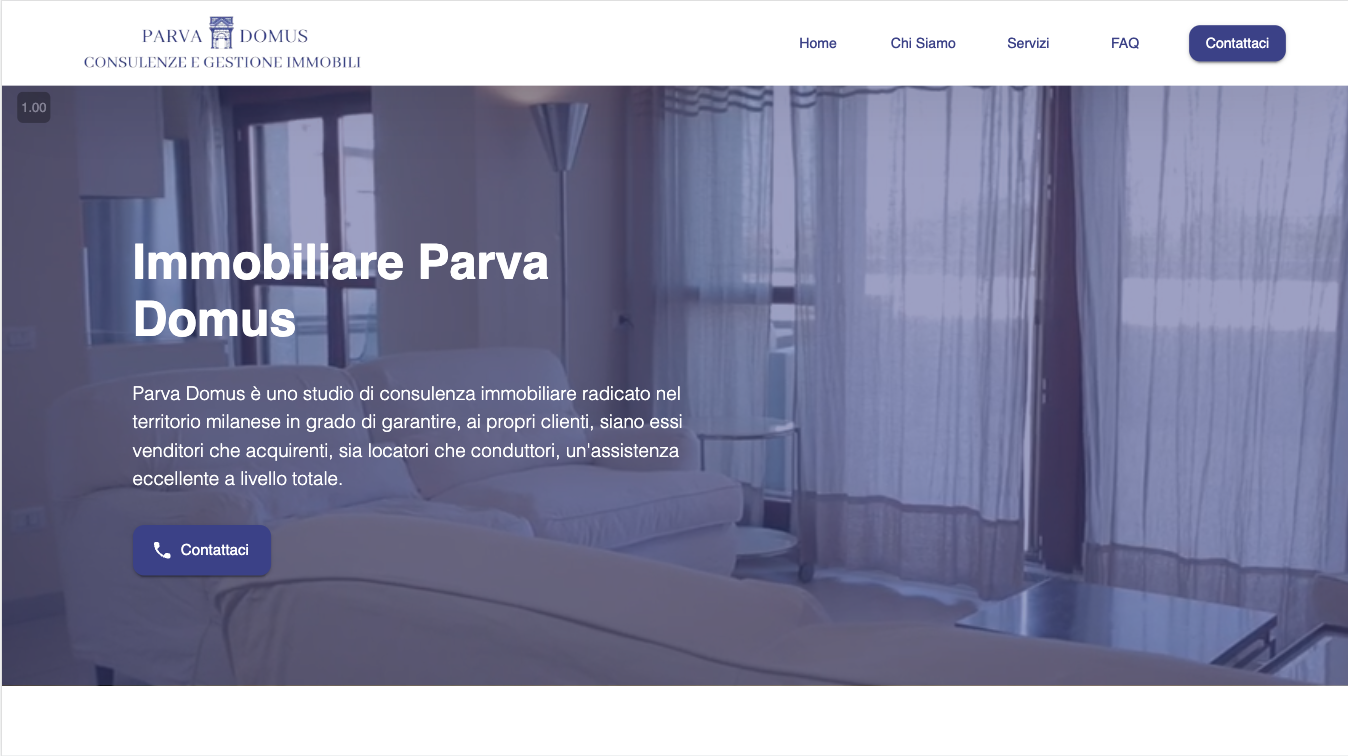 PARVA DOMUS
CONSULENZE E GESTIONE IMMOBILI
Home
Chi Siamo
Servizi
FAQ
Contattaci
1.00
Immobiliare Parva
Domus
Parva Domus è uno studio di consulenza immobiliare radicato nel
territorio milanese in grado di garantire, ai propri clienti, siano essi
venditori che acquirenti, sia locatori che conduttori, un'assistenza
eccellente a livello totale.
Contattaci